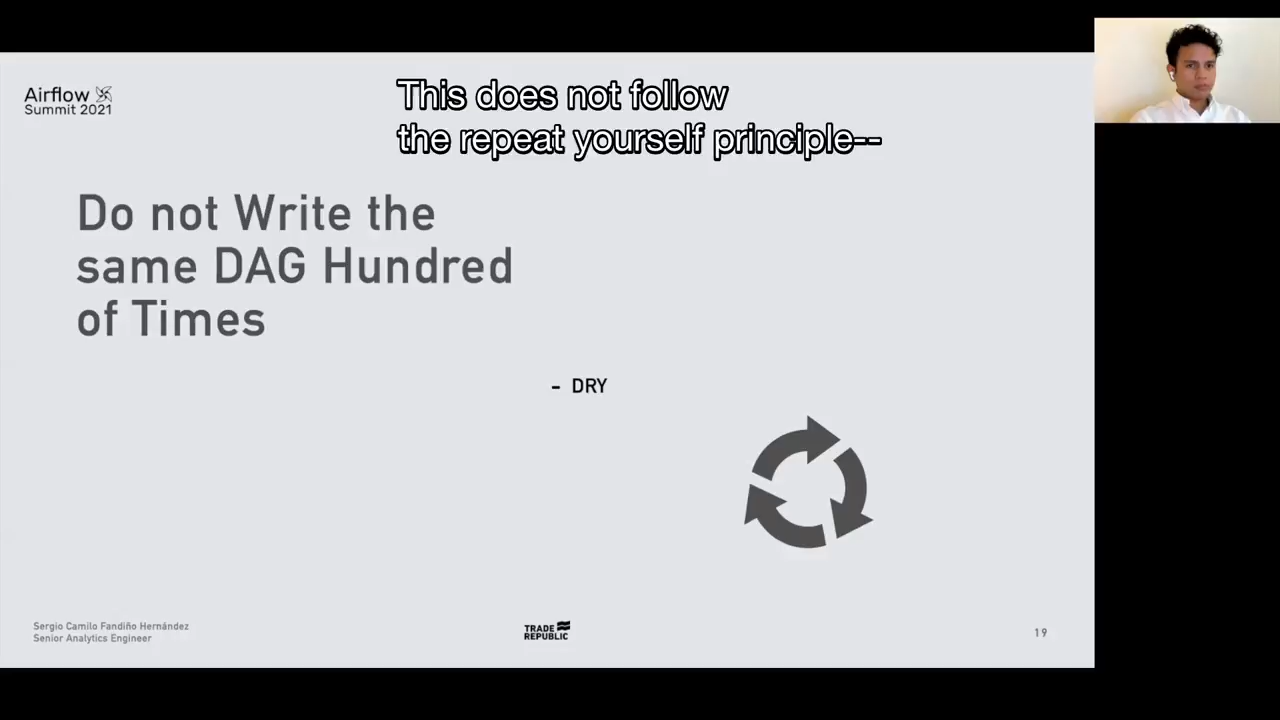 Airflow
Summit 2021
This does not follow
the repeat yourself principle--
Do not Write the
same DAG Hundred
of Times
- DRY
Sergio Camilo Fandiño Hernández
Senior Analytics Engineer
TRADE
REPUBLIC
19